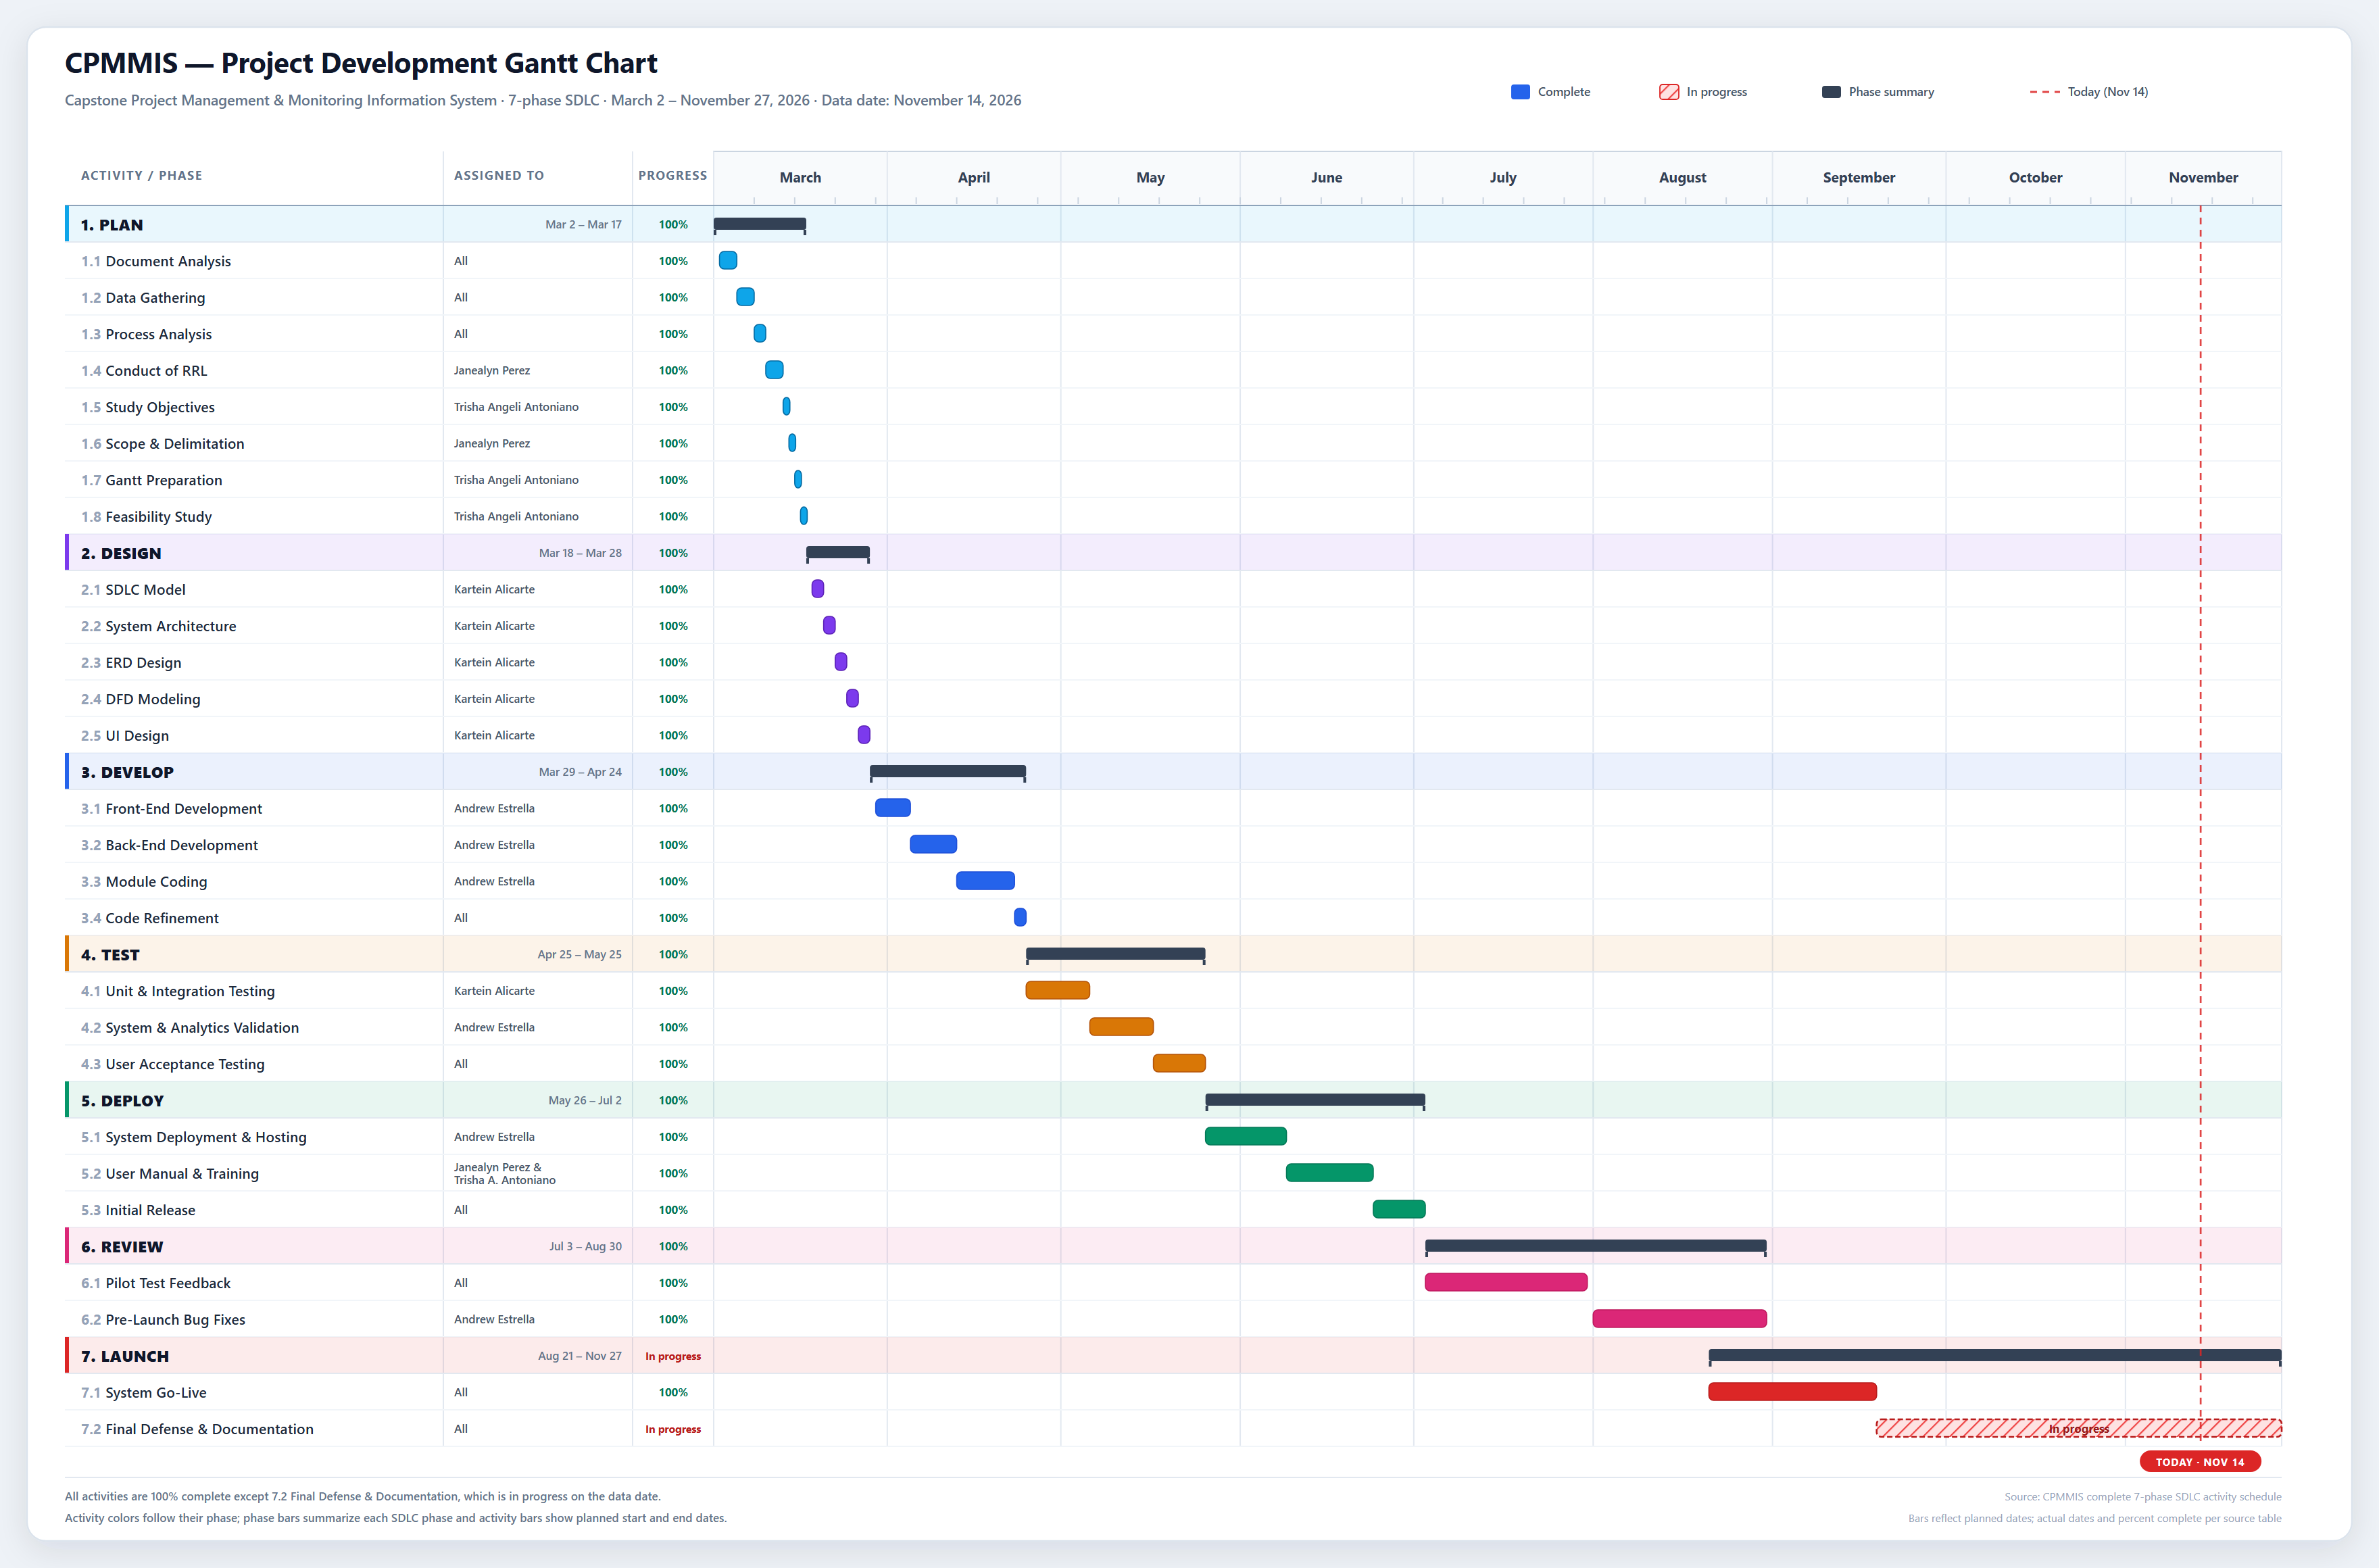 CPMMIS — Project Development Gantt Chart
Capstone Project Management & Monitoring Information System · 7-phase SDLC · March 2 – November 27, 2026 · Data date: November 14, 2026
Complete In progress Phase summary Today (Nov 14)
ACTIVITY / PHASE ASSIGNED TO PROGRESS March April May June July August September October November
1. PLAN Mar 2 – Mar 17 100%
1.1 Document Analysis All 100%
1.2 Data Gathering All 100%
1.3 Process Analysis All 100%
1.4 Conduct of RRL Janealyn Perez 100%
1.5 Study Objectives Trisha Angeli Antoniano 100%
1.6 Scope & Delimitation Janealyn Perez 100%
1.7 Gantt Preparation Trisha Angeli Antoniano 100%
1.8 Feasibility Study Trisha Angeli Antoniano 100%
2. DESIGN Mar 18 – Mar 28 100%
2.1 SDLC Model Kartein Alicarte 100%
2.2 System Architecture Kartein Alicarte 100%
2.3 ERD Design Kartein Alicarte 100%
2.4 DFD Modeling Kartein Alicarte 100%
2.5 UI Design Kartein Alicarte 100%
3. DEVELOP Mar 29 – Apr 24 100%
3.1 Front-End Development Andrew Estrella 100%
3.2 Back-End Development Andrew Estrella 100%
3.3 Module Coding Andrew Estrella 100%
3.4 Code Refinement All 100%
4. TEST Apr 25 – May 25 100%
4.1 Unit & Integration Testing Kartein Alicarte 100%
4.2 System & Analytics Validation Andrew Estrella 100%
4.3 User Acceptance Testing All 100%
5. DEPLOY May 26 – Jul 2 100%
5.1 System Deployment & Hosting Andrew Estrella 100%
5.2 User Manual & Training Janealyn Perez &
Trisha A. Antoniano 100%
5.3 Initial Release All 100%
6. REVIEW Jul 3 – Aug 30 100%
6.1 Pilot Test Feedback All 100%
6.2 Pre-Launch Bug Fixes Andrew Estrella 100%
7. LAUNCH Aug 21 – Nov 27 In progress
7.1 System Go-Live All 100%
7.2 Final Defense & Documentation All In progress In progress
TODAY · NOV 14
All activities are 100% complete except 7.2 Final Defense & Documentation, which is in progress on the data date.
Source: CPMMIS complete 7-phase SDLC activity schedule
Activity colors follow their phase; phase bars summarize each SDLC phase and activity bars show planned start and end dates.
Bars reflect planned dates; actual dates and percent complete per source table